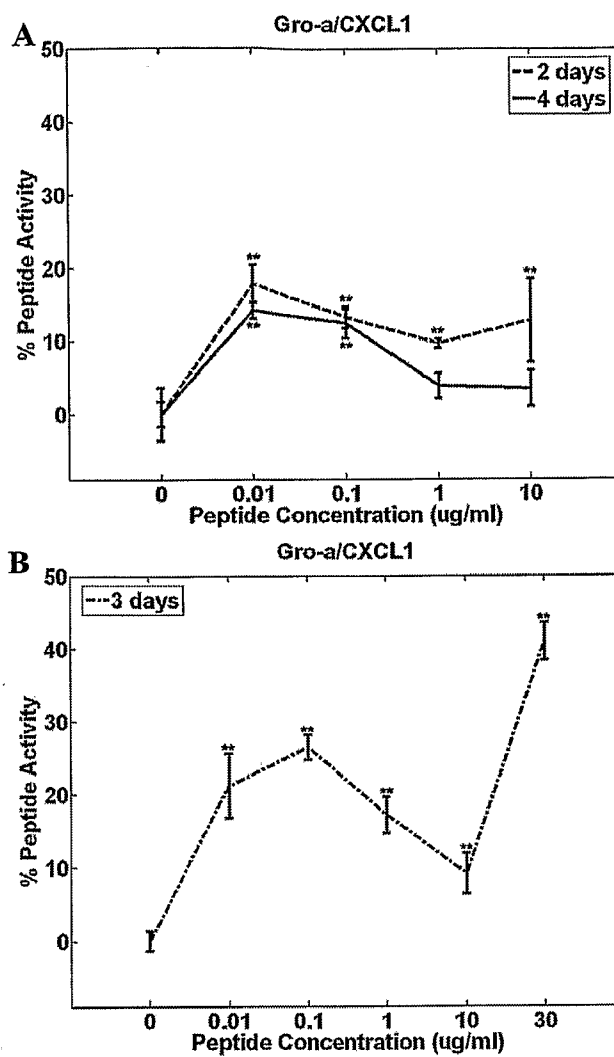 A
Gro-a/CXCL1
50
40
30
20
10
0
% Peptide Activity
2 days
4 days
**
**
**
**
**
**
0 0.01 0.1 1 10
Peptide Concentration (ug/ml)
B
Gro-a/CXCL1
50
40
30
20
10
0
% Peptide Activity
3 days
**
**
**
**
**
0 0.01 0.1 1 10 30
Peptide Concentration (ug/ml)